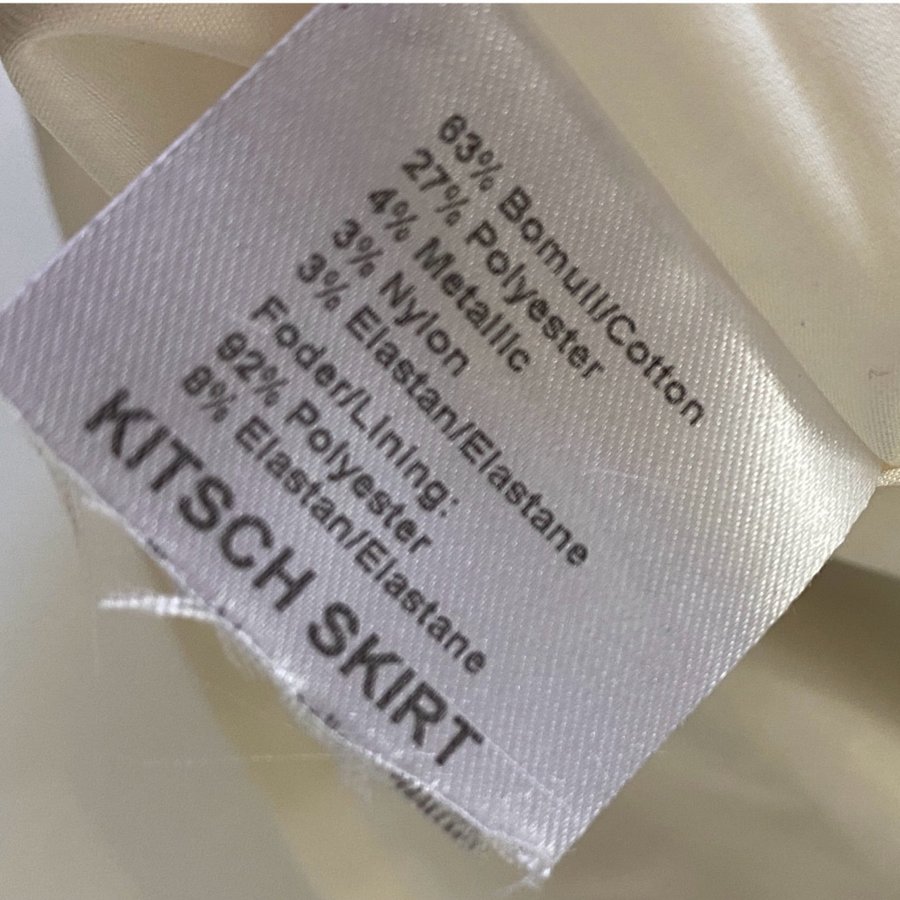 63% Bomull/Cotton
27% Polyester
4% Metallic
3% Nylon
3% Elastan/Elastane
Foder/Lining:
92% Polyester
8% Elastan/Elastane
KITSCH SKIRT